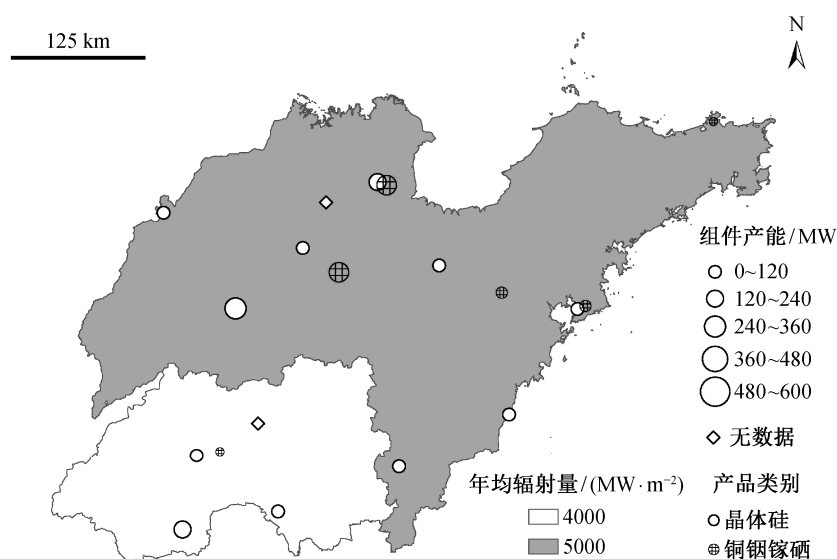 125 km
N
组件产能/MW
0~120
120~240
240~360
360~480
480~600
无数据
年均辐射量/(MW·m⁻²)
4000
5000
产品类别
晶体硅
铜铟镓硒